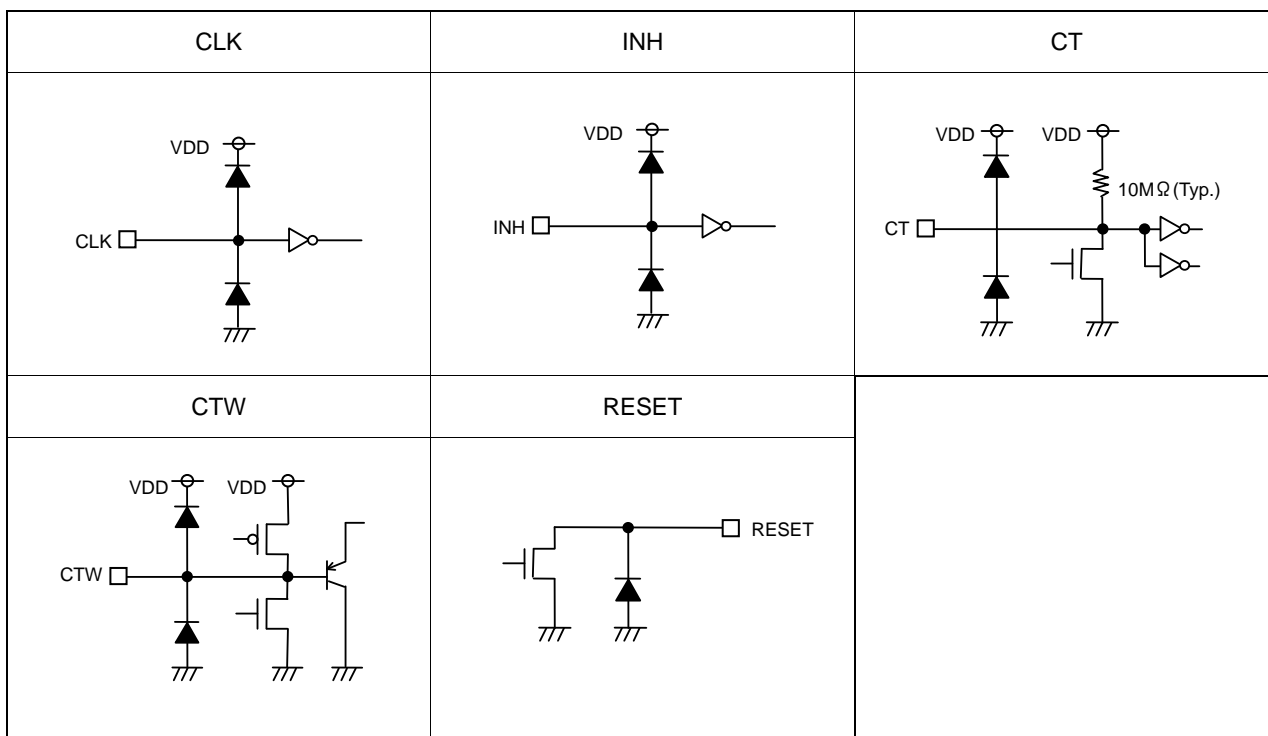 CLK
INH
CT
VDD
CLK
VDD
INH
VDD
VDD
10MΩ(Typ.)
CT
CTW
RESET
VDD
VDD
CTW
RESET